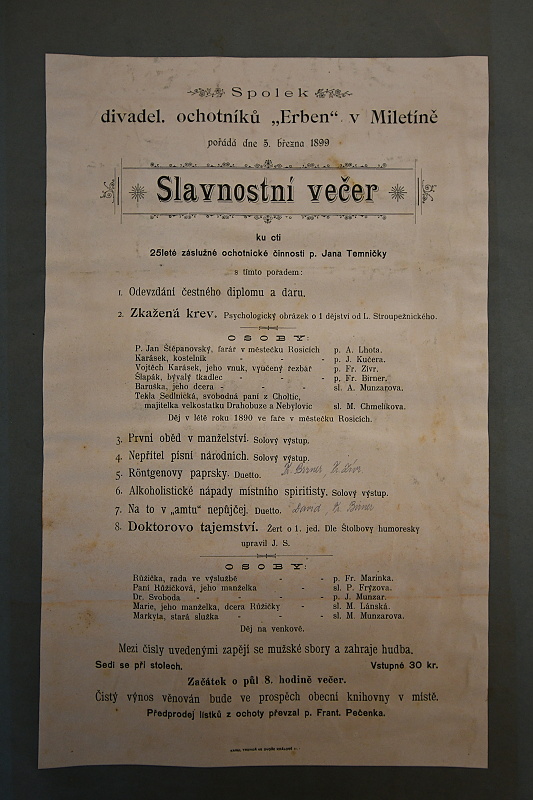 Spolek
divadel. ochotníků „Erben“ v Miletíně
pořádá dne 5. března 1899
Slavnostní večer
ku cti
25leté záslužné ochotnické činnosti p. Jana Temničky
s tímto pořadem:
1. Odevzdání čestného diplomu a daru.
2. Zkažená krev. Psychologický obrázek o 1 dějství od L. Stroupežnického.
OSOBY:
P. Jan Štěpanovský, farář v městečku Rosicích p. A. Lhota.
Karásek, kostelník - - - p. J. Kučera.
Vojtěch Karásek, jeho vnuk, vyučený řezbář p. Fr. Zivr.
Šlapák, bývalý tkadlec - - - p. Fr. Birner.
Baruška, jeho dcera - - - - sl. A. Munzarova.
Tekla Sedlnická, svobodná paní z Choltic,
majitelka velkostatku Drahobuze a Nebylovic sl. M. Chmelíkova.
Děj v létě roku 1890 ve faře v městečku Rosicích.
3. První oběd v manželství. Solový výstup.
4. Nepřítel písní národních. Solový výstup.
5. Röntgenovy paprsky. Duetto. Birner,
6. Alkoholistické nápady místního spiritisty. Solový výstup.
7. Na to v „amtu“ nepůjčej. Duetto. David, Birner
8. Doktorovo tajemství. Žert o 1. jed. Dle Štolbovy humoresky
upravil J. S.
OSOBY:
Růžička, rada ve výslužbě - - p. Fr. Marinka.
Paní Růžičková, jeho manželka - - sl. P. Frýzova.
Dr. Svoboda - - - - p. J. Munzar.
Marie, jeho manželka, dcera Růžičky - - sl. M. Lánská.
Markyta, stará služka - - - sl. M. Munzarova.
Děj na venkově.
Mezi čísly uvedenými zapějí se mužské sbory a zahraje hudba.
Sedí se při stolech. Vstupné 30 kr.
Začátek o půl 8. hodině večer.
Čistý výnos věnován bude ve prospěch obecní knihovny v místě.
Předprodej lístků z ochoty převzal p. Frant. Pečenka.